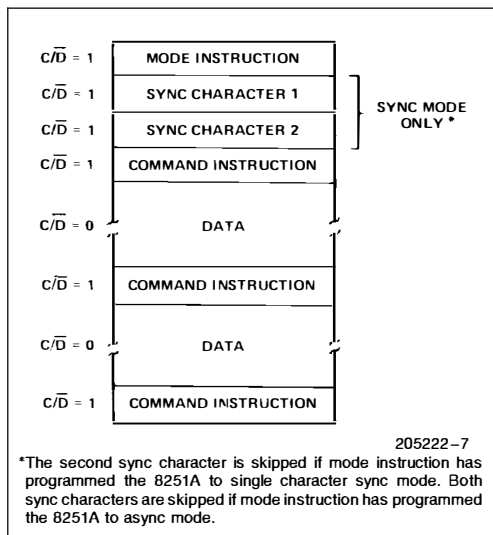 C/D̅ = 1 MODE INSTRUCTION
C/D̅ = 1 SYNC CHARACTER 1
SYNC MODE
ONLY *
C/D̅ = 1 SYNC CHARACTER 2
C/D̅ = 1 COMMAND INSTRUCTION
C/D̅ = 0 DATA
C/D̅ = 1 COMMAND INSTRUCTION
C/D̅ = 0 DATA
C/D̅ = 1 COMMAND INSTRUCTION
205222–7
*The second sync character is skipped if mode instruction has
programmed the 8251A to single character sync mode. Both
sync characters are skipped if mode instruction has programmed
the 8251A to async mode.